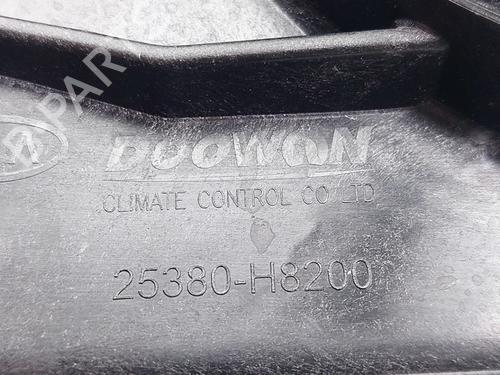 DOOWON
CLIMATE CONTROL CO LTD
25380-H8200